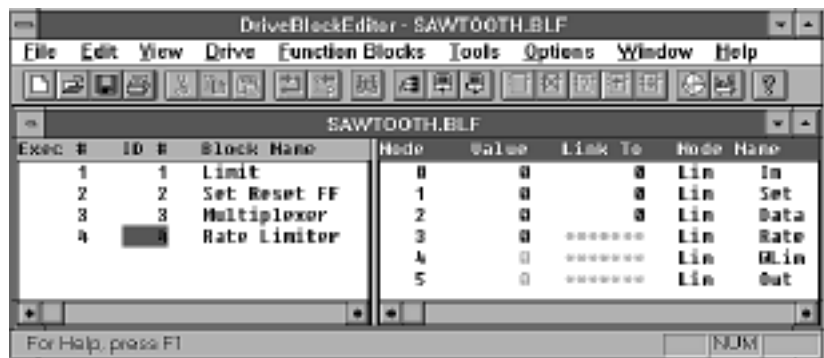 DriveBlockEditor - SAWTOOTH.BLF
File Edit View Drive Function Blocks Tools Options Window Help
SAWTOOTH.BLF
Exec # ID # Block Name Node Value Link To Node Name
1 1 Limit 0 0 0 Lin In
2 2 Set Reset FF 1 0 0 Lin Set
3 3 Multiplexer 2 0 0 Lin Data
4 4 Rate Limiter 3 0 ******* Lin Rate
4 0 ******* Lin @Lim
5 0 ******* Lin Out
For Help, press F1 NUM